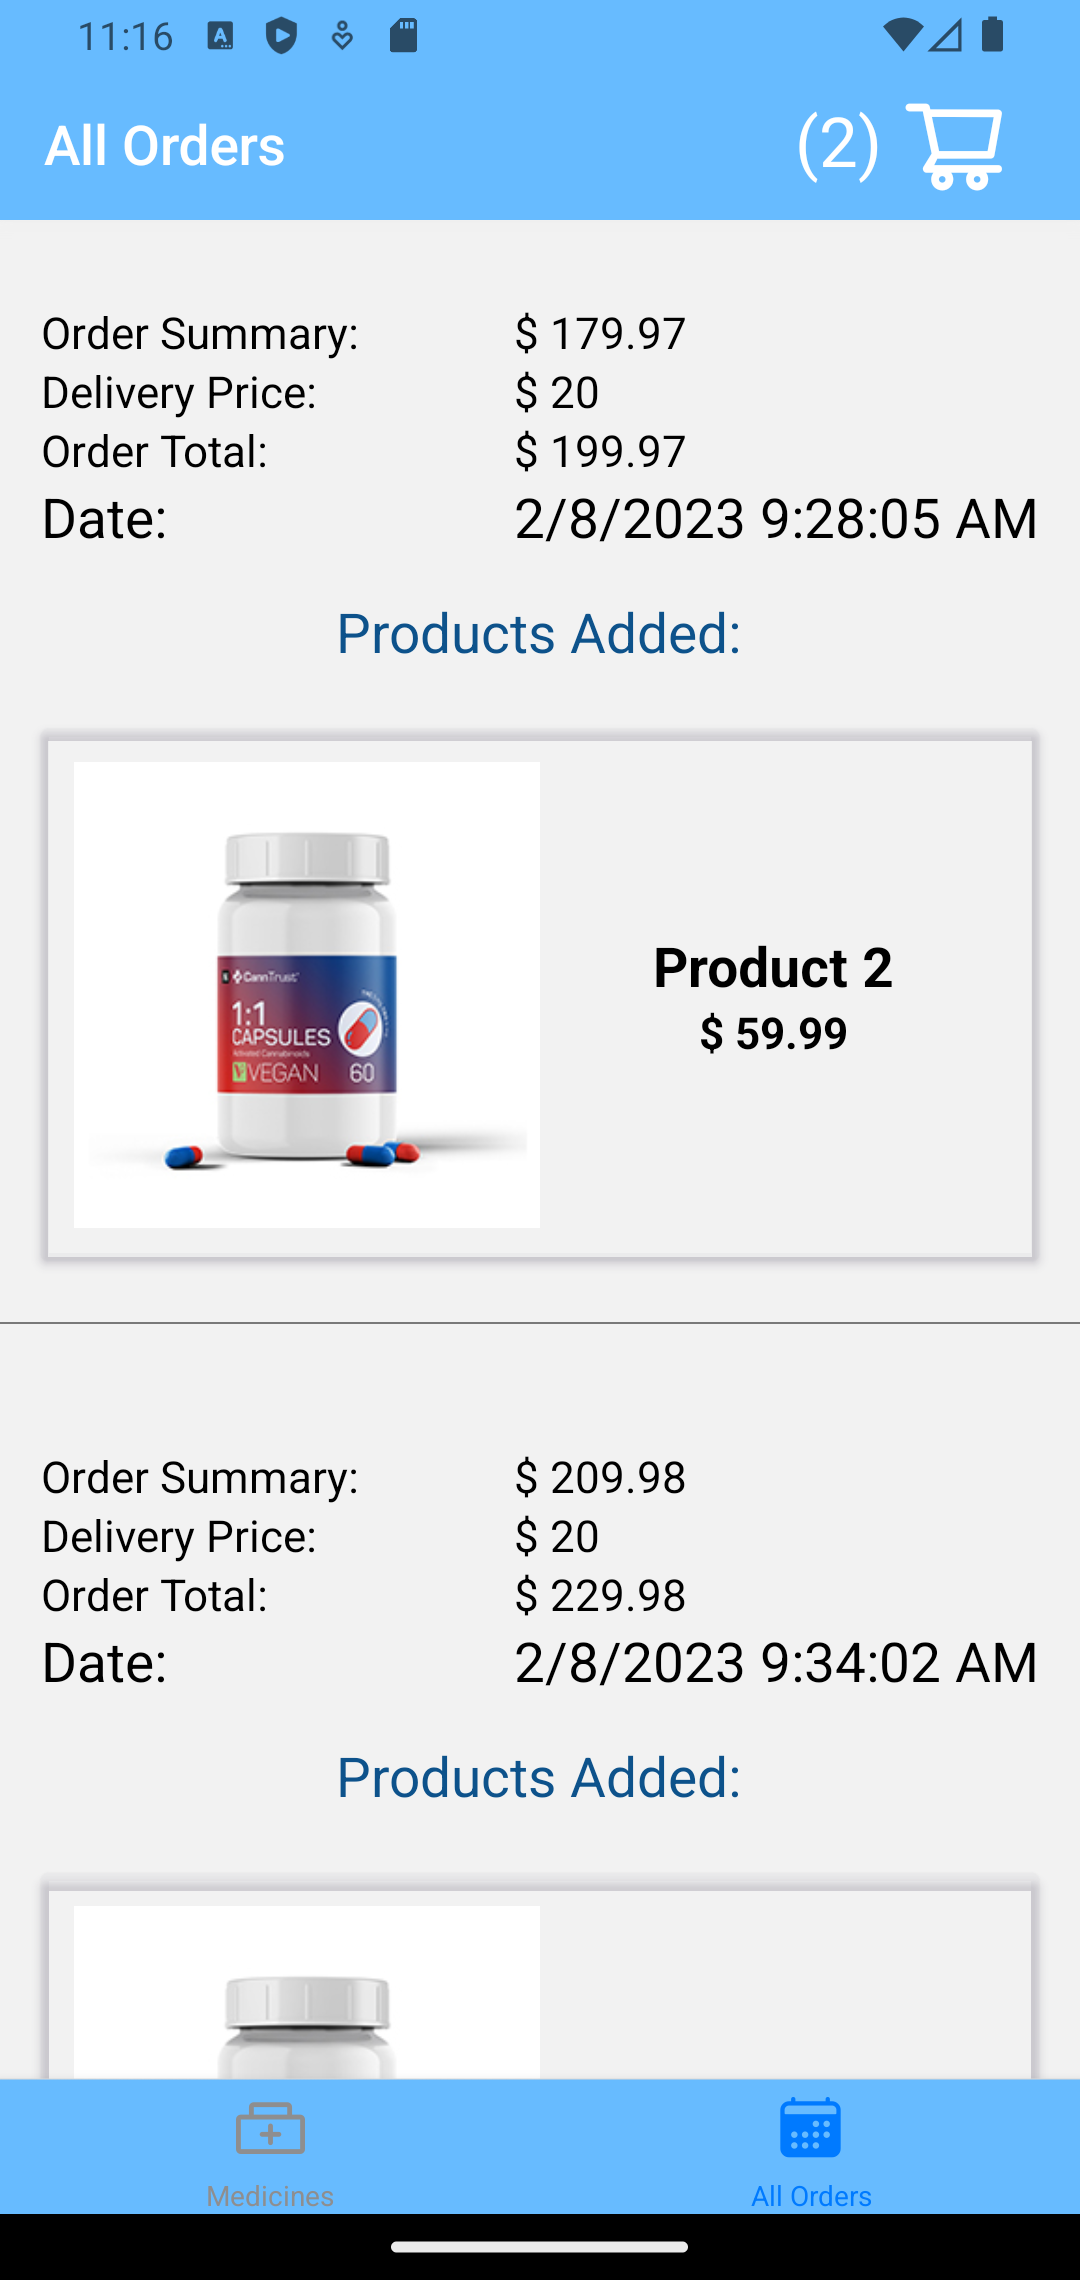 11:16
All Orders (2)
Order Summary: $ 179.97
Delivery Price: $ 20
Order Total: $ 199.97
Date: 2/8/2023 9:28:05 AM
Products Added:
CannTrust
1:1
CAPSULES
Activated Cannabinoids
VEGAN 60
Product 2
$ 59.99
Order Summary: $ 209.98
Delivery Price: $ 20
Order Total: $ 229.98
Date: 2/8/2023 9:34:02 AM
Products Added:
Medicines All Orders